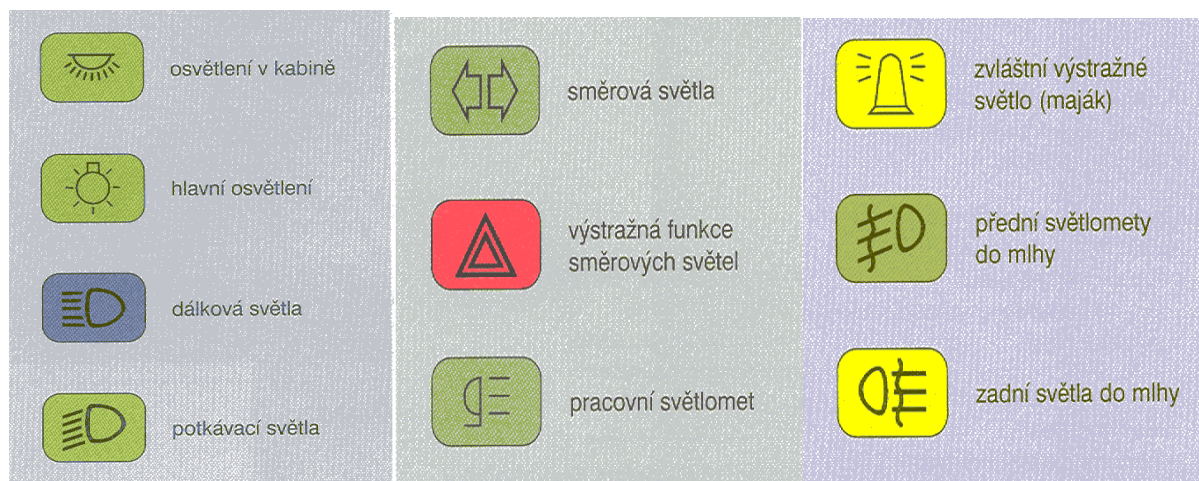 osvětlení v kabině
hlavní osvětlení
dálková světla
potkávací světla
směrová světla
výstražná funkce
směrových světel
pracovní světlomet
zvláštní výstražné
světlo (maják)
přední světlomety
do mlhy
zadní světla do mlhy